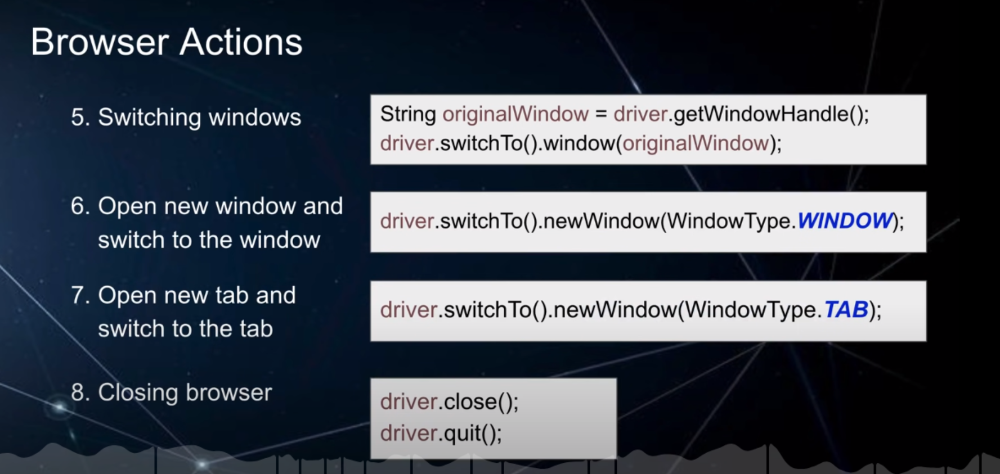 Browser Actions
5. Switching windows
String originalWindow = driver.getWindowHandle();
driver.switchTo().window(originalWindow);
6. Open new window and
switch to the window
driver.switchTo().newWindow(WindowType.WINDOW);
7. Open new tab and
switch to the tab
driver.switchTo().newWindow(WindowType.TAB);
8. Closing browser
driver.close();
driver.quit();